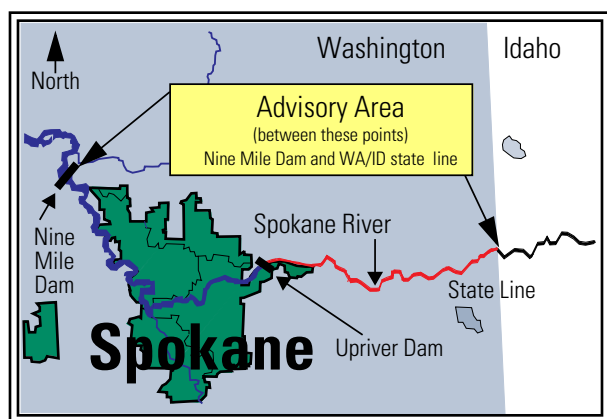 Washington
Idaho
North
Advisory Area
(between these points)
Nine Mile Dam and WA/ID state line
Nine
Mile
Dam
Spokane River
State Line
Upriver Dam
Spokane